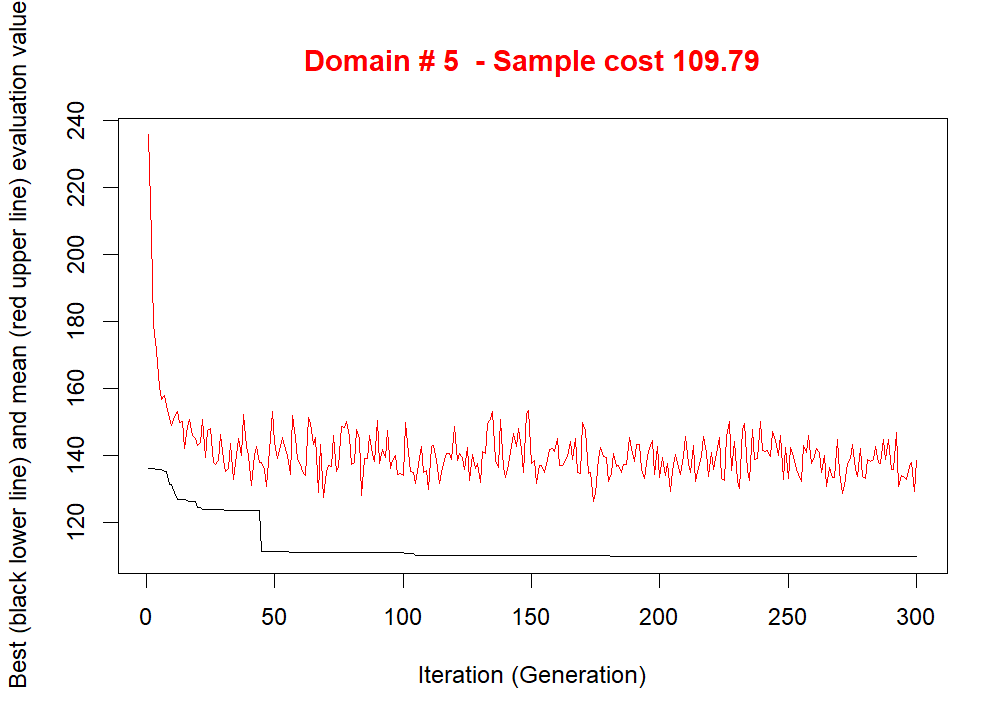 Domain # 5  - Sample cost 109.79
Best (black lower line) and mean (red upper line) evaluation value
240
220
200
180
160
140
120
0 50 100 150 200 250 300
Iteration (Generation)